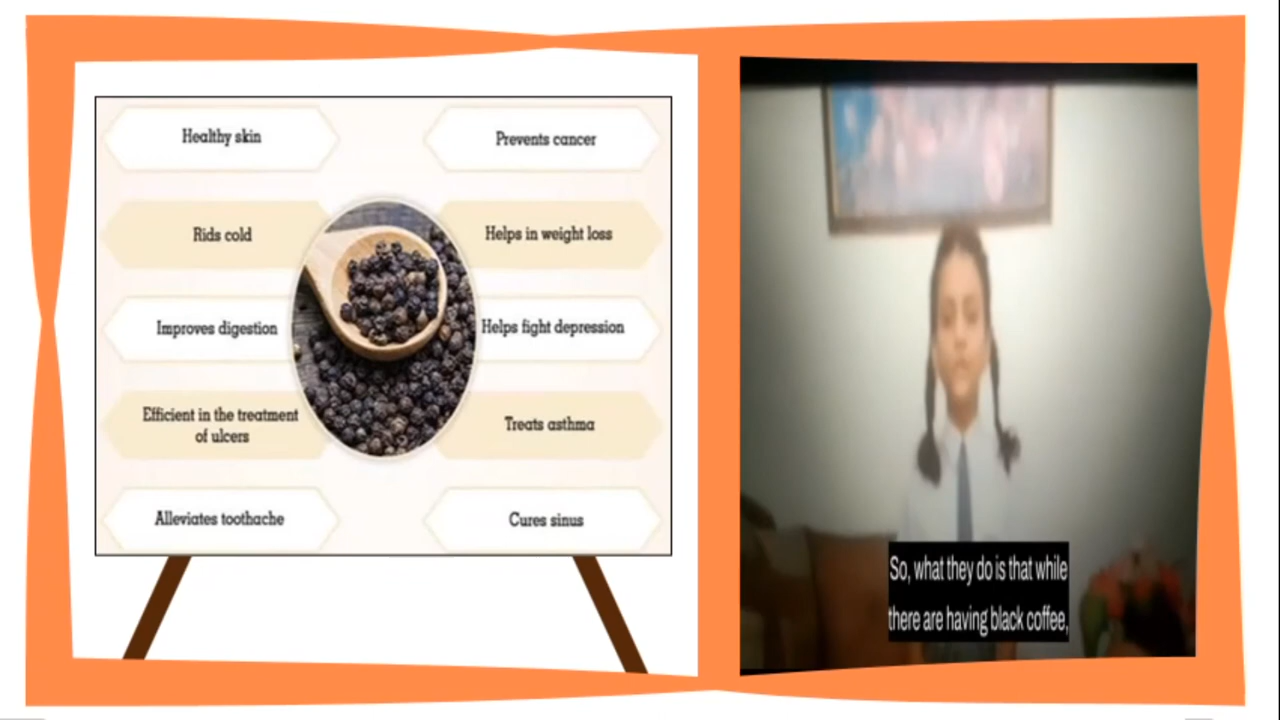 Healthy skin
Prevents cancer
Rids cold
Helps in weight loss
Improves digestion
Helps fight depression
Efficient in the treatment
of ulcers
Treats asthma
Alleviates toothache
Cures sinus
So, what they do is that while
there are having black coffee,